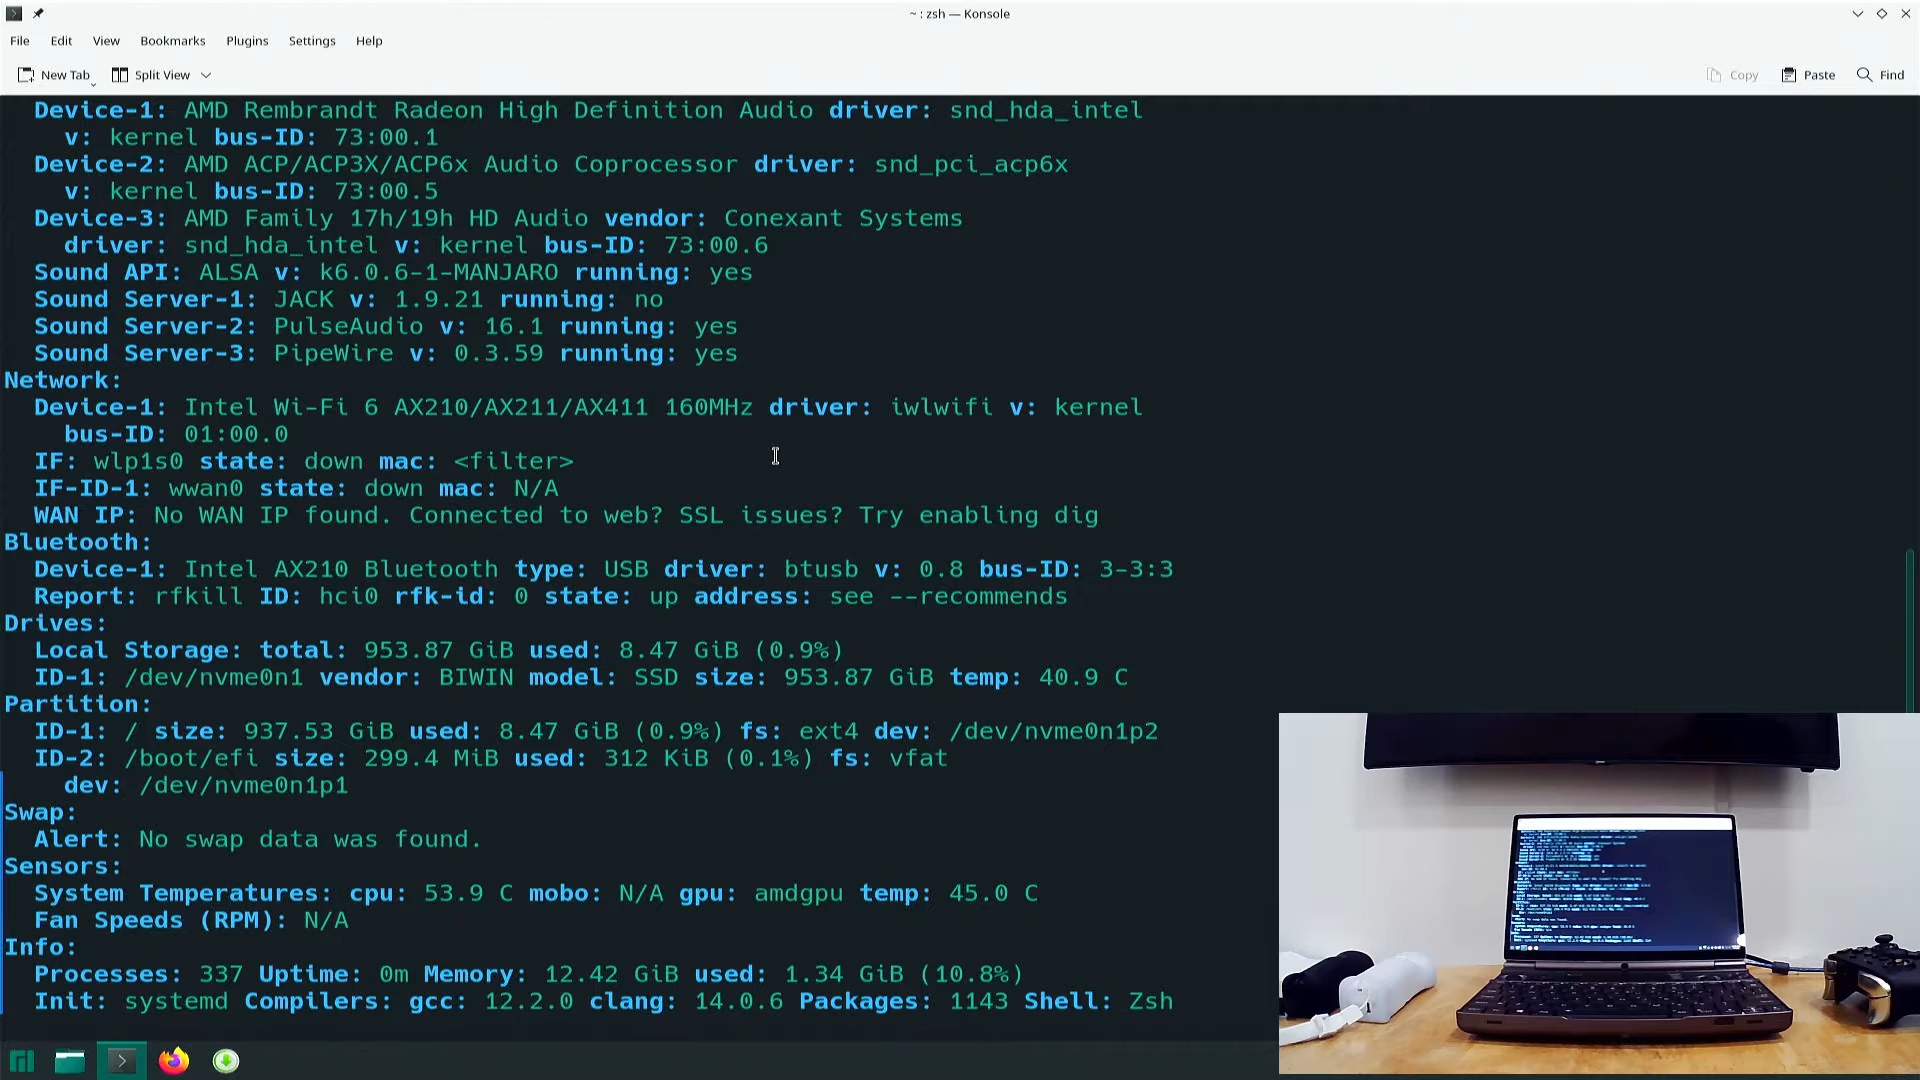 ~ : zsh — Konsole
File Edit View Bookmarks Plugins Settings Help
New Tab Split View Copy Paste Find
Device-1: AMD Rembrandt Radeon High Definition Audio driver: snd_hda_intel
v: kernel bus-ID: 73:00.1
Device-2: AMD ACP/ACP3X/ACP6x Audio Coprocessor driver: snd_pci_acp6x
v: kernel bus-ID: 73:00.5
Device-3: AMD Family 17h/19h HD Audio vendor: Conexant Systems
driver: snd_hda_intel v: kernel bus-ID: 73:00.6
Sound API: ALSA v: k6.0.6-1-MANJARO running: yes
Sound Server-1: JACK v: 1.9.21 running: no
Sound Server-2: PulseAudio v: 16.1 running: yes
Sound Server-3: PipeWire v: 0.3.59 running: yes
Network:
Device-1: Intel Wi-Fi 6 AX210/AX211/AX411 160MHz driver: iwlwifi v: kernel
bus-ID: 01:00.0
IF: wlp1s0 state: down mac: <filter>
IF-ID-1: wwan0 state: down mac: N/A
WAN IP: No WAN IP found. Connected to web? SSL issues? Try enabling dig
Bluetooth:
Device-1: Intel AX210 Bluetooth type: USB driver: btusb v: 0.8 bus-ID: 3-3:3
Report: rfkill ID: hci0 rfk-id: 0 state: up address: see --recommends
Drives:
Local Storage: total: 953.87 GiB used: 8.47 GiB (0.9%)
ID-1: /dev/nvme0n1 vendor: BIWIN model: SSD size: 953.87 GiB temp: 40.9 C
Partition:
ID-1: / size: 937.53 GiB used: 8.47 GiB (0.9%) fs: ext4 dev: /dev/nvme0n1p2
ID-2: /boot/efi size: 299.4 MiB used: 312 KiB (0.1%) fs: vfat
dev: /dev/nvme0n1p1
Swap:
Alert: No swap data was found.
Sensors:
System Temperatures: cpu: 53.9 C mobo: N/A gpu: amdgpu temp: 45.0 C
Fan Speeds (RPM): N/A
Info:
Processes: 337 Uptime: 0m Memory: 12.42 GiB used: 1.34 GiB (10.8%)
Init: systemd Compilers: gcc: 12.2.0 clang: 14.0.6 Packages: 1143 Shell: Zsh